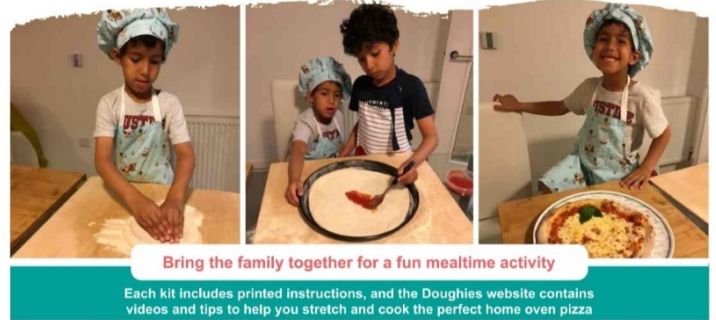 Bring the family together for a fun mealtime activity
Each kit includes printed instructions, and the Doughies website contains
videos and tips to help you stretch and cook the perfect home oven pizza